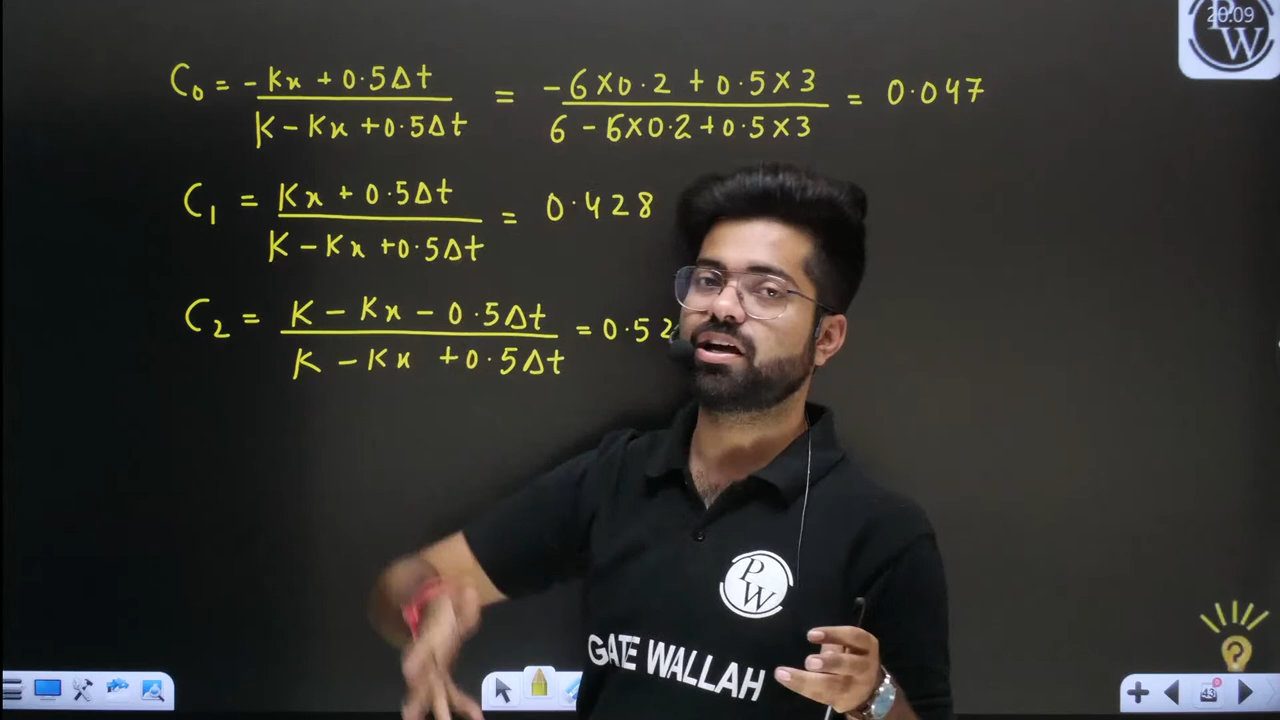 20:09
PW
C₀ = -Kx + 0.5Δt / K - Kx + 0.5Δt = -6×0.2 + 0.5×3 / 6 - 6×0.2 + 0.5×3 = 0.047
C₁ = Kx + 0.5Δt / K - Kx + 0.5Δt = 0.428
C₂ = K - Kx - 0.5Δt / K - Kx + 0.5Δt = 0.52
PW
GATE WALLAH
43